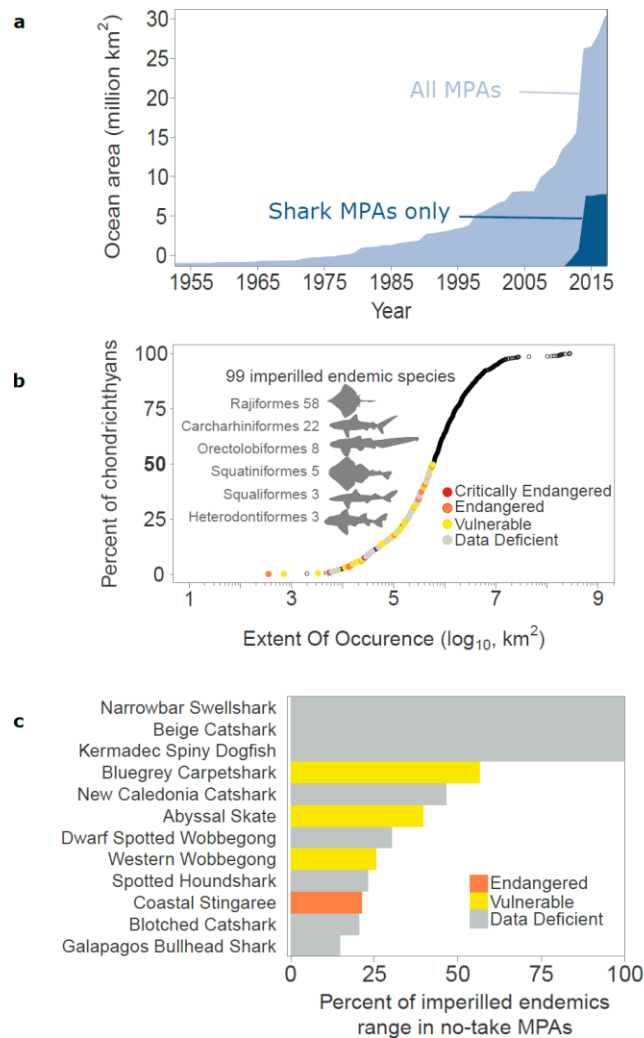 a
Ocean area (million km²)
30
25
20
15
10
5
0
All MPAs
Shark MPAs only
1955 1965 1975 1985 1995 2005 2015
Year
b
Percent of chondrichthyans
100
75
50
25
0
99 imperilled endemic species
Rajiformes 58
Carcharhiniformes 22
Orectolobiformes 8
Squatiniformes 5
Squaliformes 3
Heterodontiformes 3
Critically Endangered
Endangered
Vulnerable
Data Deficient
1 3 5 7 9
Extent Of Occurence (log₁₀, km²)
c
Narrowbar Swellshark
Beige Catshark
Kermadec Spiny Dogfish
Bluegrey Carpetshark
New Caledonia Catshark
Abyssal Skate
Dwarf Spotted Wobbegong
Western Wobbegong
Spotted Houndshark
Coastal Stingaree
Blotched Catshark
Galapagos Bullhead Shark
Endangered
Vulnerable
Data Deficient
0 25 50 75 100
Percent of imperilled endemics
range in no-take MPAs